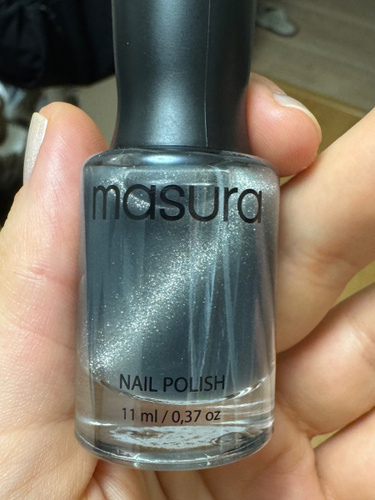 masura
NAIL POLISH
11 ml / 0,37 oz